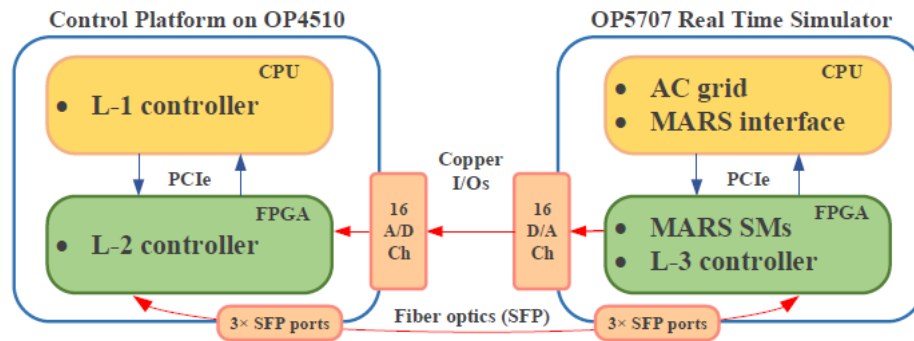 Control Platform on OP4510
OP5707 Real Time Simulator
CPU
• L-1 controller
PCIe
FPGA
• L-2 controller
16
A/D
Ch
Copper
I/Os
16
D/A
Ch
CPU
• AC grid
• MARS interface
PCIe
FPGA
• MARS SMs
• L-3 controller
3× SFP ports
Fiber optics (SFP)
3× SFP ports